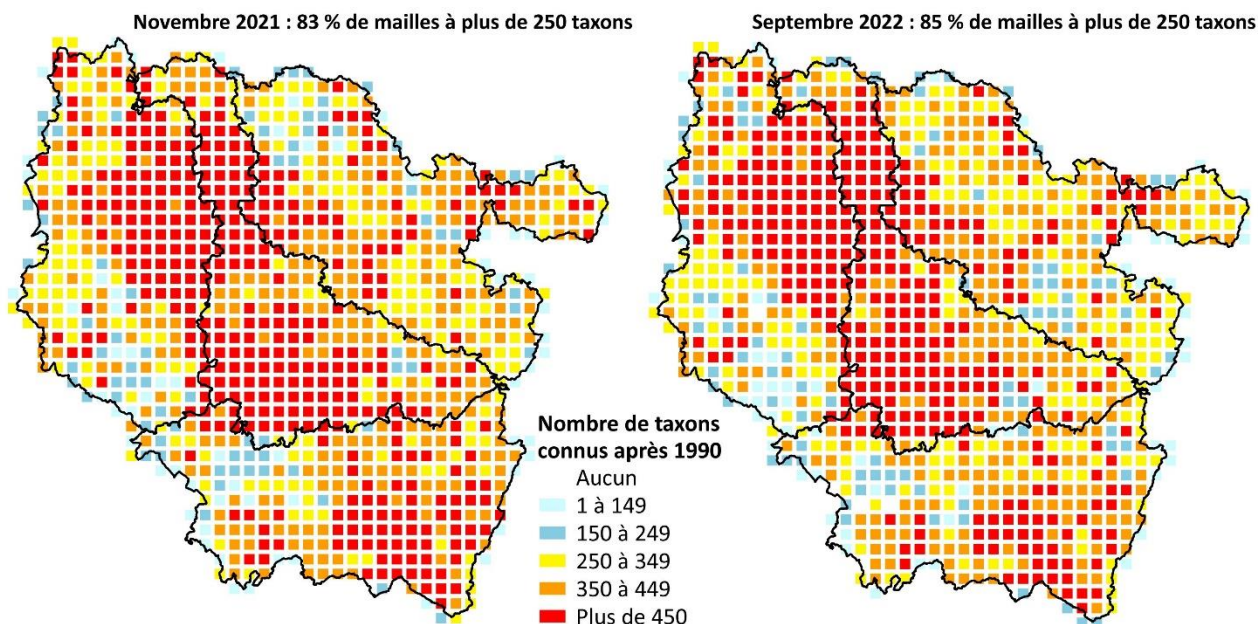 Novembre 2021 : 83 % de mailles à plus de 250 taxons
Septembre 2022 : 85 % de mailles à plus de 250 taxons
Nombre de taxons
connus après 1990
Aucun
1 à 149
150 à 249
250 à 349
350 à 449
Plus de 450